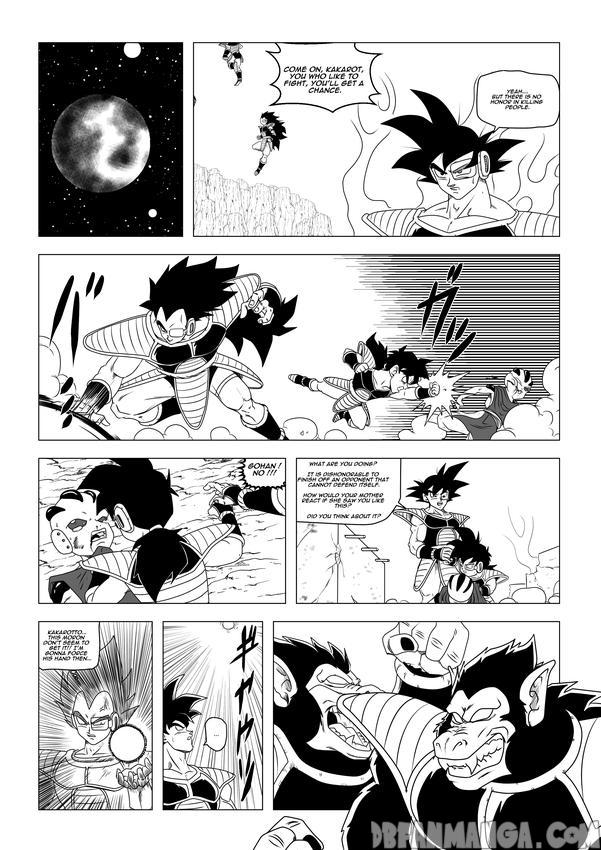 COME ON, KAKAROT,
YOU WHO LIKE TO
FIGHT, YOU'LL GET A
CHANCE.
YEAH...
BUT THERE IS NO
HONOR IN KILLING
PEOPLE.
ガッ
GOHAN !
NO !!!
WHAT ARE YOU DOING?
IT IS DISHONORABLE TO
FINISH OFF AN OPPONENT THAT
CANNOT DEFEND ITSELF.
HOW WOULD YOUR MOTHER
REACT IF SHE SAW YOU LIKE
THIS?
DID YOU THINK ABOUT IT?
KAKAROTTO...
THIS MORON
DON'T SEEM TO
GET IT!! I'M
GONNA FORCE
HIS HAND THEN...
...
DBFANMANGA.COM